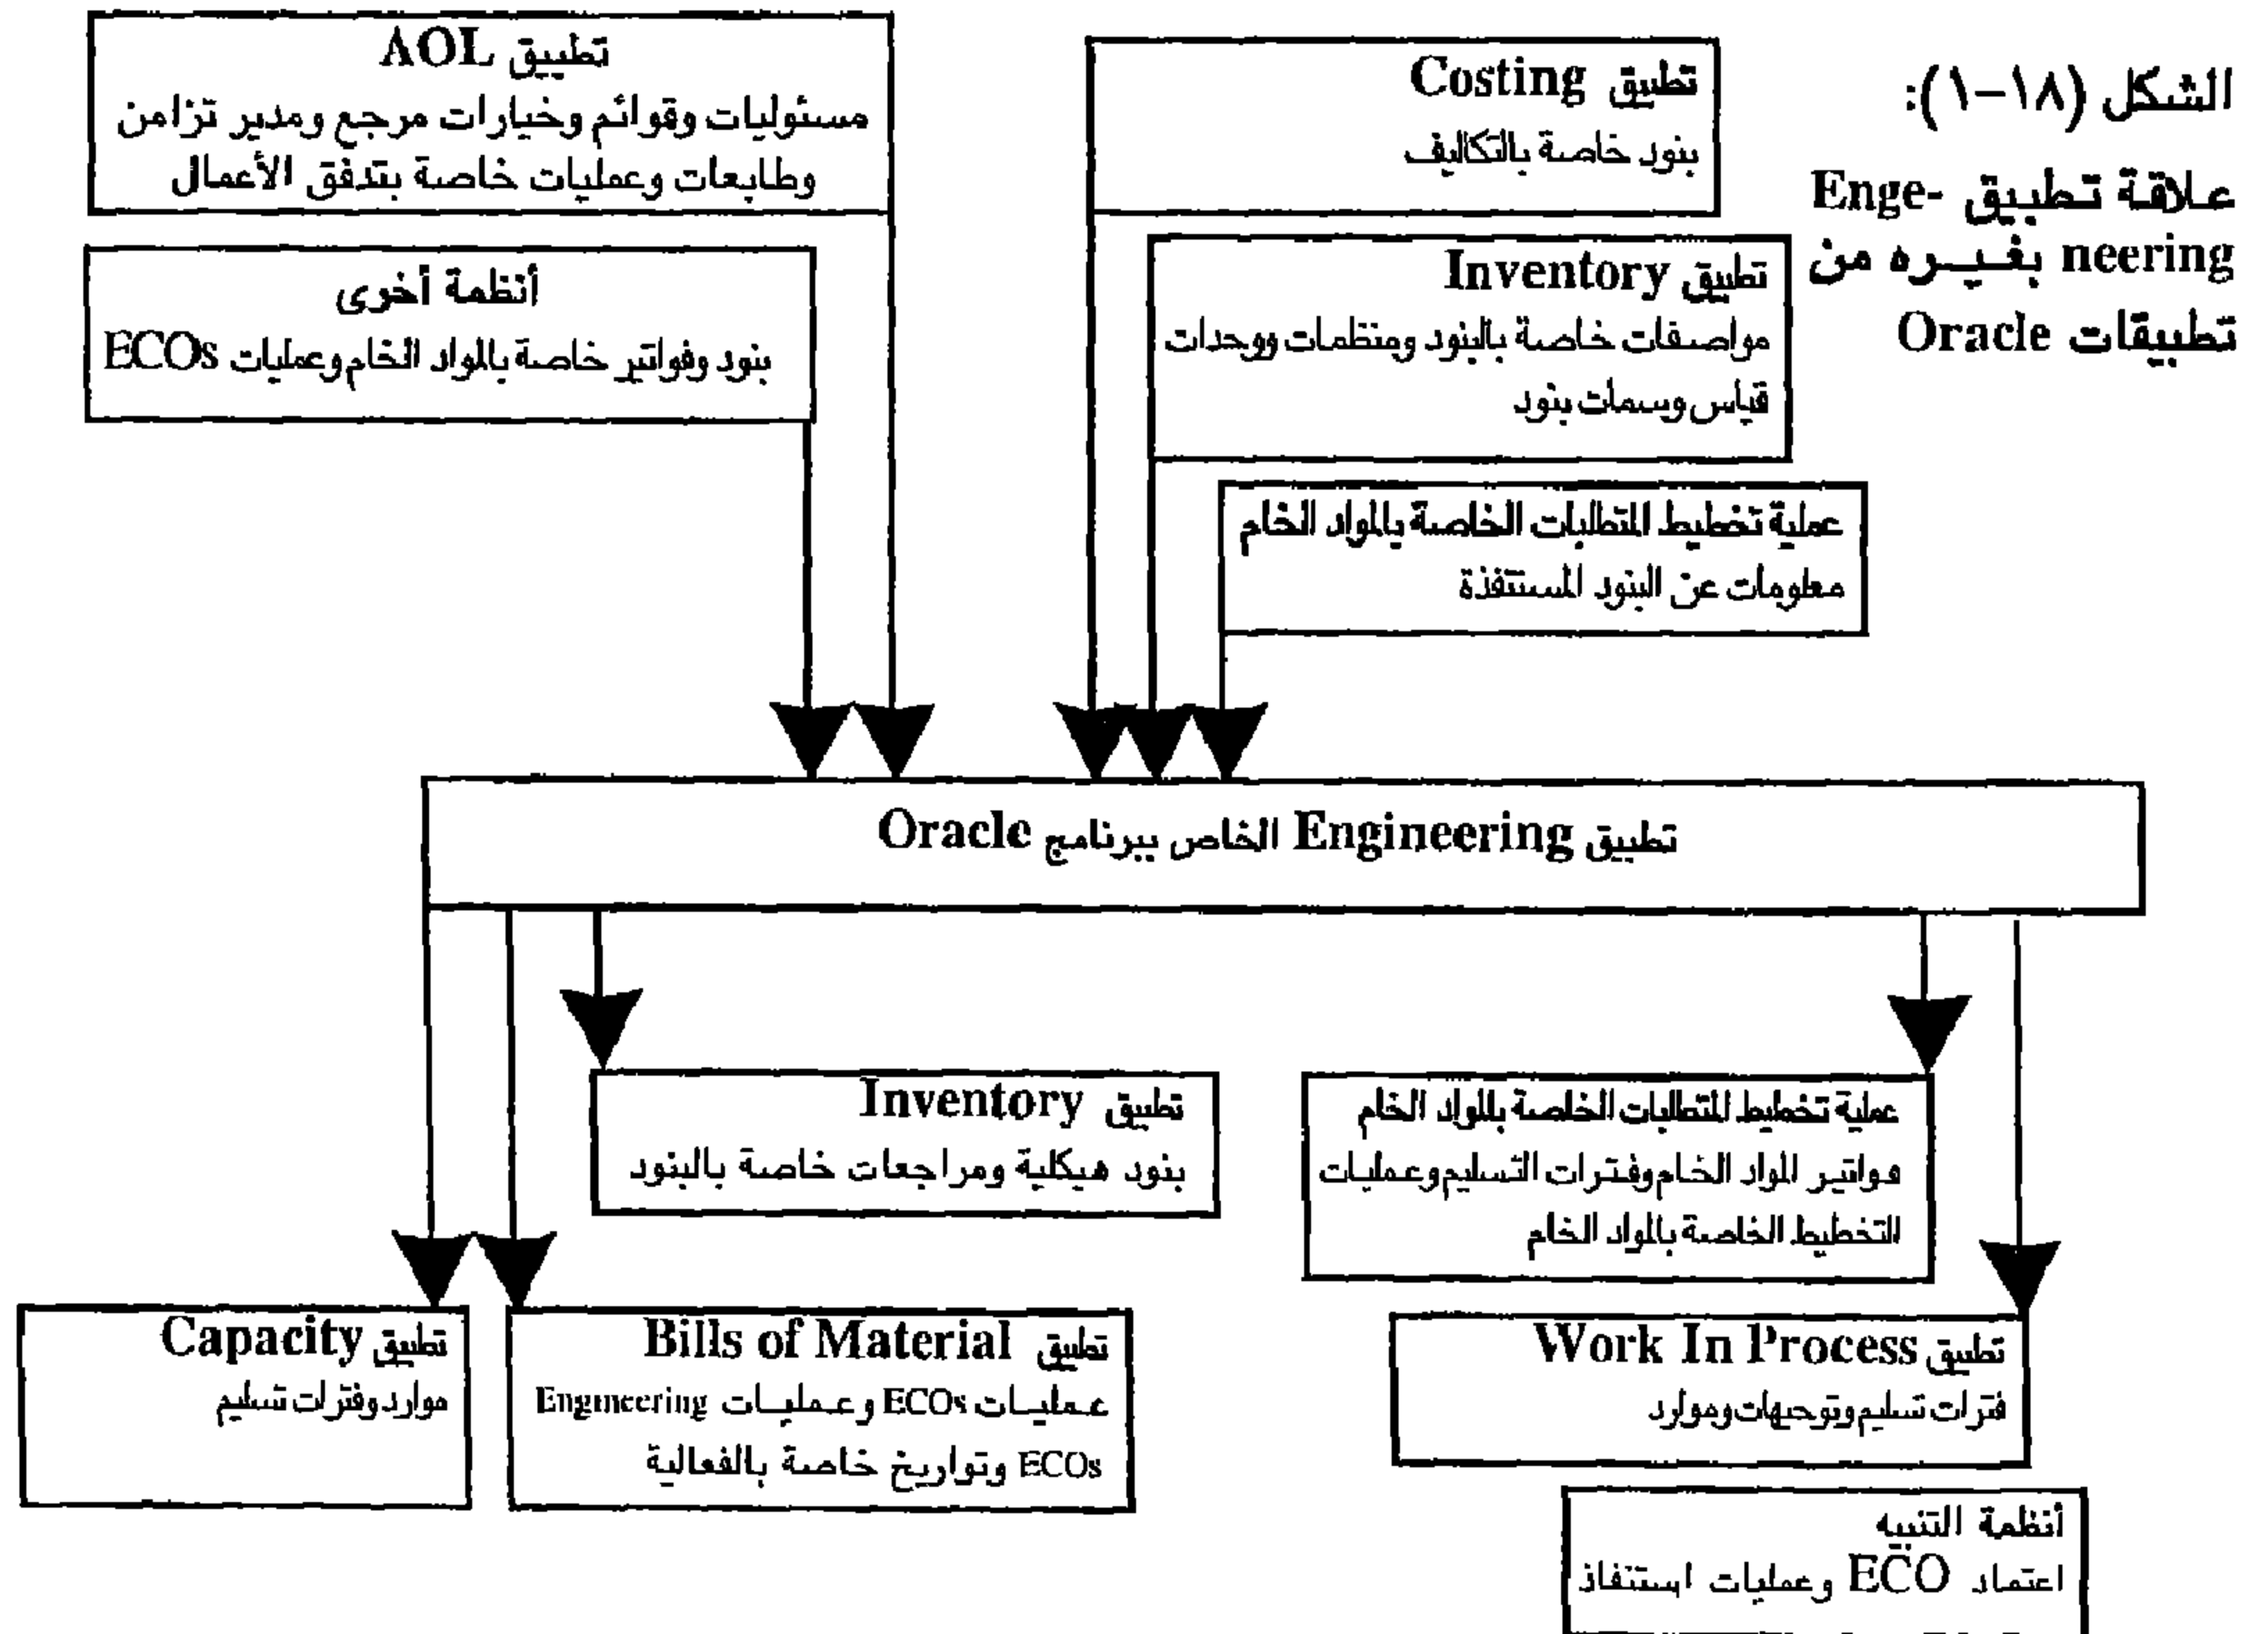 الشكل (١٨–١):
علاقة تطبيق Enge-
neering بغيره من
تطبيقات Oracle
تطبيق Costing
بنود خاصة بالتكاليف
تطبيق AOL
مسئوليات وقوائم وخيارات مرجع ومدير تزامن
وطابعات وعمليات خاصة بتدفق الأعمال
تطبيق Inventory
مواصفات خاصة بالبنود ومنظمات ووحدات
قياس وسمات بنود
أنظمة أخرى
بنود وفواتير خاصة بالمواد الخام وعمليات ECOs
عملية تخطيط المتطلبات الخاصة بالمواد الخام
معلومات عن البنود المستنفذة
تطبيق Engineering الخاص ببرنامج Oracle
عملية تخطيط المتطلبات الخاصة بالمواد الخام
فواتير المواد الخام وفترات التسليم وعمليات
التخطيط الخاصة بالمواد الخام
تطبيق Inventory
بنود هيكلية ومراجعات خاصة بالبنود
تطبيق Work In Process
فترات تسليم وتوجيهات وموارد
تطبيق Bills of Material
عمليات ECOs وعمليات Engineering
ECOs وتواريخ خاصة بالفعالية
تطبيق Capacity
موارد وفترات تسليم
أنظمة التنبيه
اعتماد ECO وعمليات استنفاذ